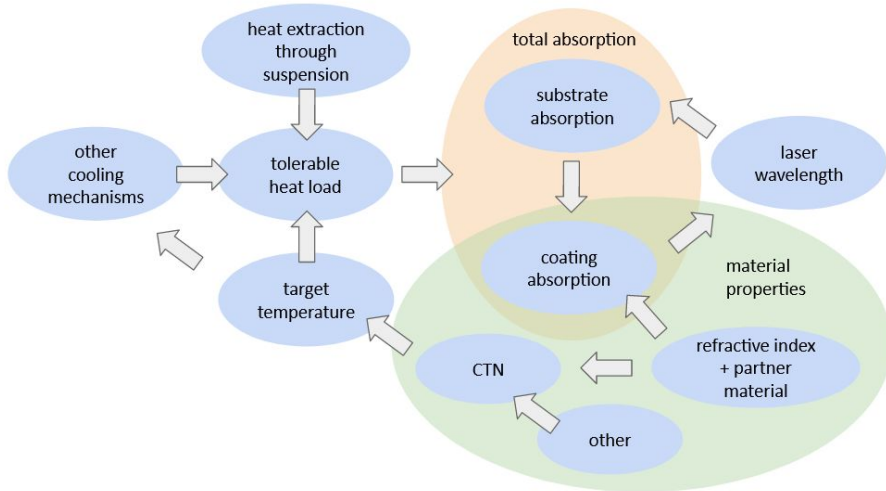 heat extraction
through
suspension
total absorption
substrate
absorption
other
cooling
mechanisms
tolerable
heat load
laser
wavelength
coating
absorption
material
properties
target
temperature
CTN
refractive index
+ partner
material
other